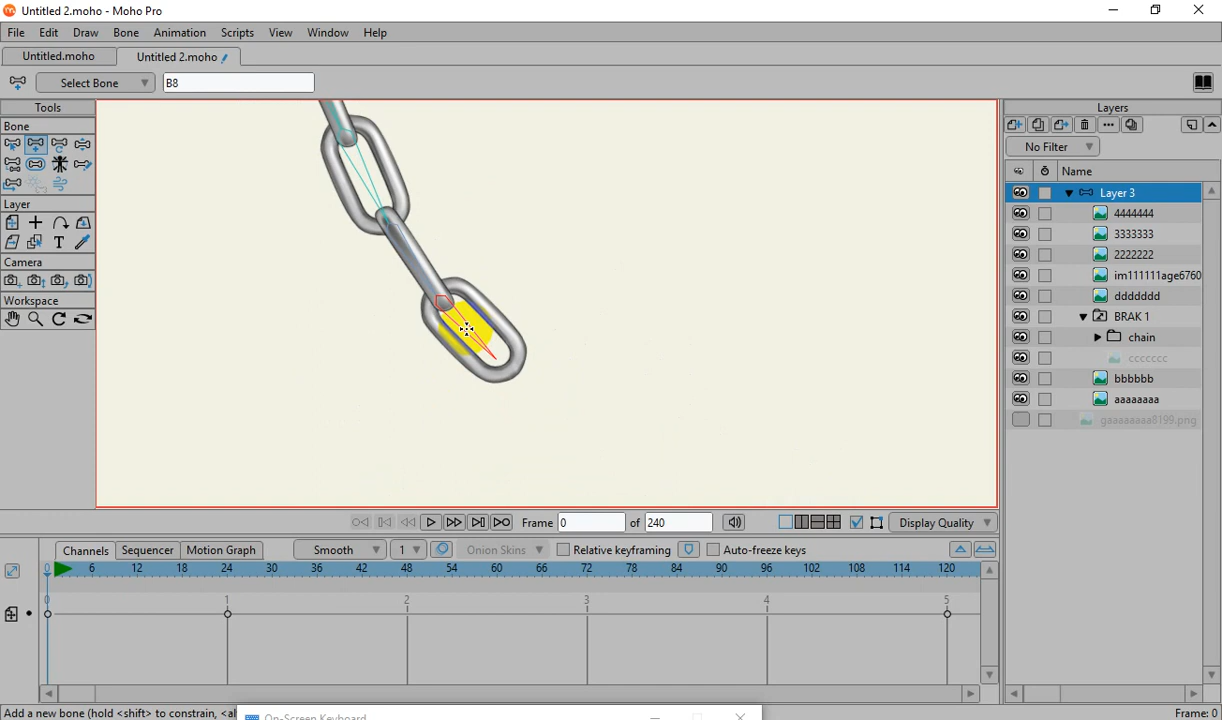 Untitled 2.moho - Moho Pro
File Edit Draw Bone Animation Scripts View Window Help
Untitled.moho Untitled 2.moho
Select Bone B8
Tools
Bone
Layer
T
Camera
Workspace
Layers
No Filter
Name
Layer 3
4444444
3333333
2222222
im111111age6760
ddddddd
BRAK 1
chain
ccccccc
bbbbbb
aaaaaaaa
gaaaaaaaa8199.png
Frame 0 of 240 Display Quality
Channels Sequencer Motion Graph Smooth 1 Onion Skins Relative keyframing Auto-freeze keys
0 6 12 18 24 30 36 42 48 54 60 66 72 78 84 90 96 102 108 114 120
0 1 2 3 4 5
Add a new bone (hold <shift> to constrain, <al On-Screen Keyboard Frame: 0